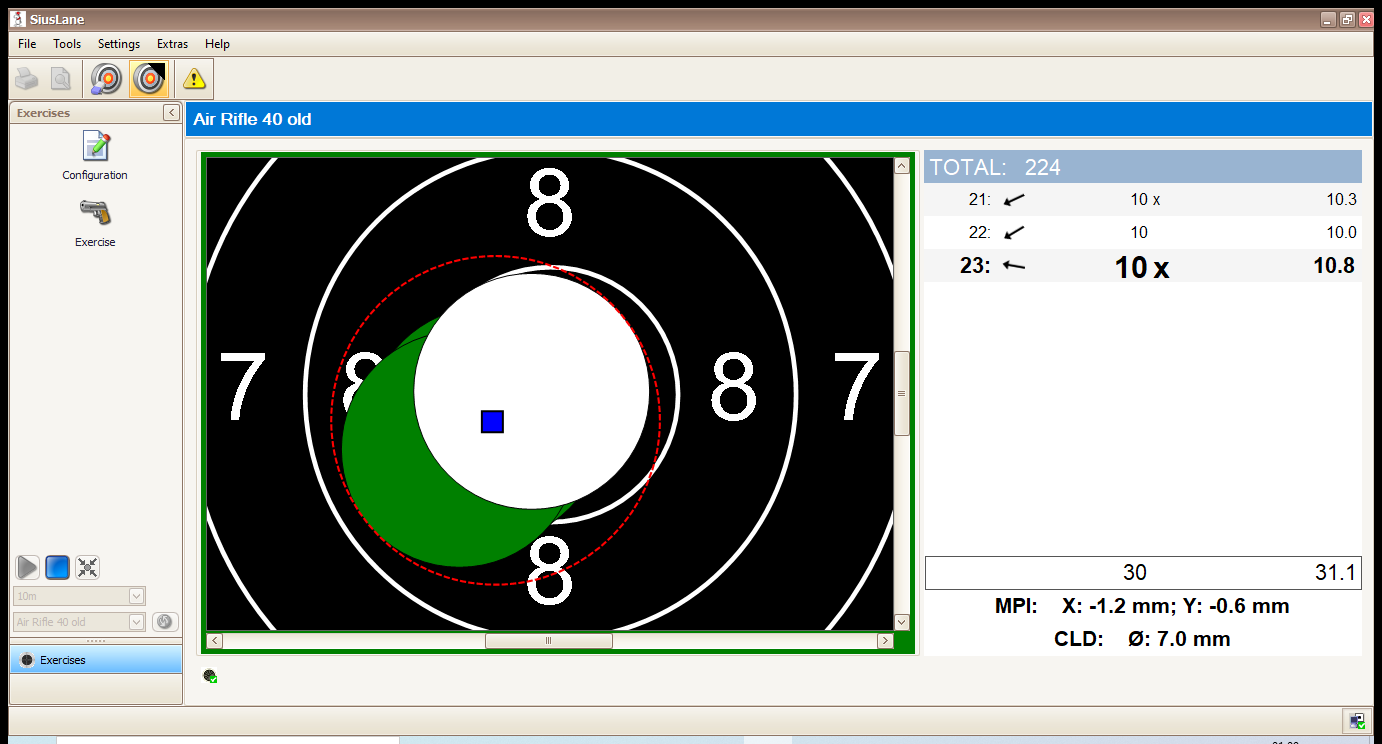 SiusLane
File Tools Settings Extras Help
Exercises
Configuration
Exercise
10m
Air Rifle 40 old
Exercises
Air Rifle 40 old
8
7 8 8 7
8
TOTAL: 224
21: 10 x 10.3
22: 10 10.0
23: 10 x 10.8
30 31.1
MPI: X: -1.2 mm; Y: -0.6 mm
CLD: Ø: 7.0 mm